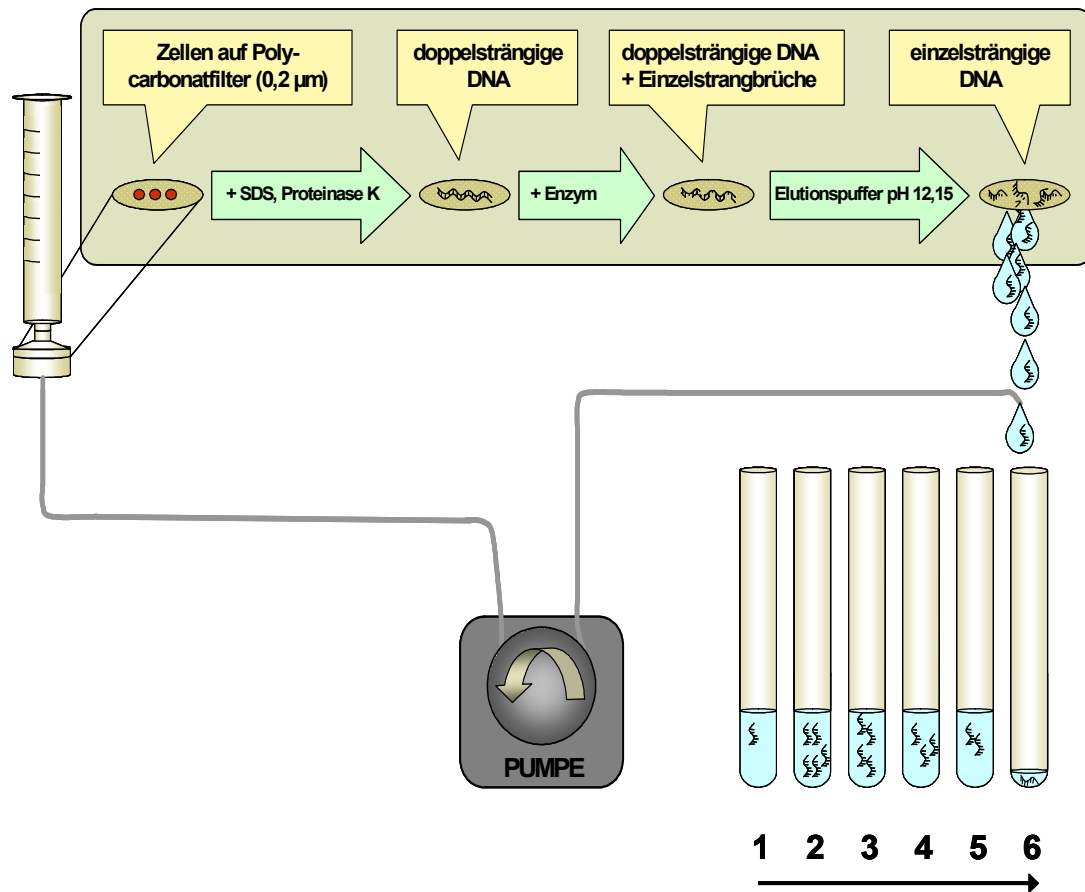 Zellen auf Poly-
carbonatfilter (0,2 µm)
doppelsträngige
DNA
doppelsträngige DNA
+ Einzelstrangbrüche
einzelsträngige
DNA
+ SDS, Proteinase K
+ Enzym
Elutionspuffer pH 12,15
PUMPE
1 2 3 4 5 6